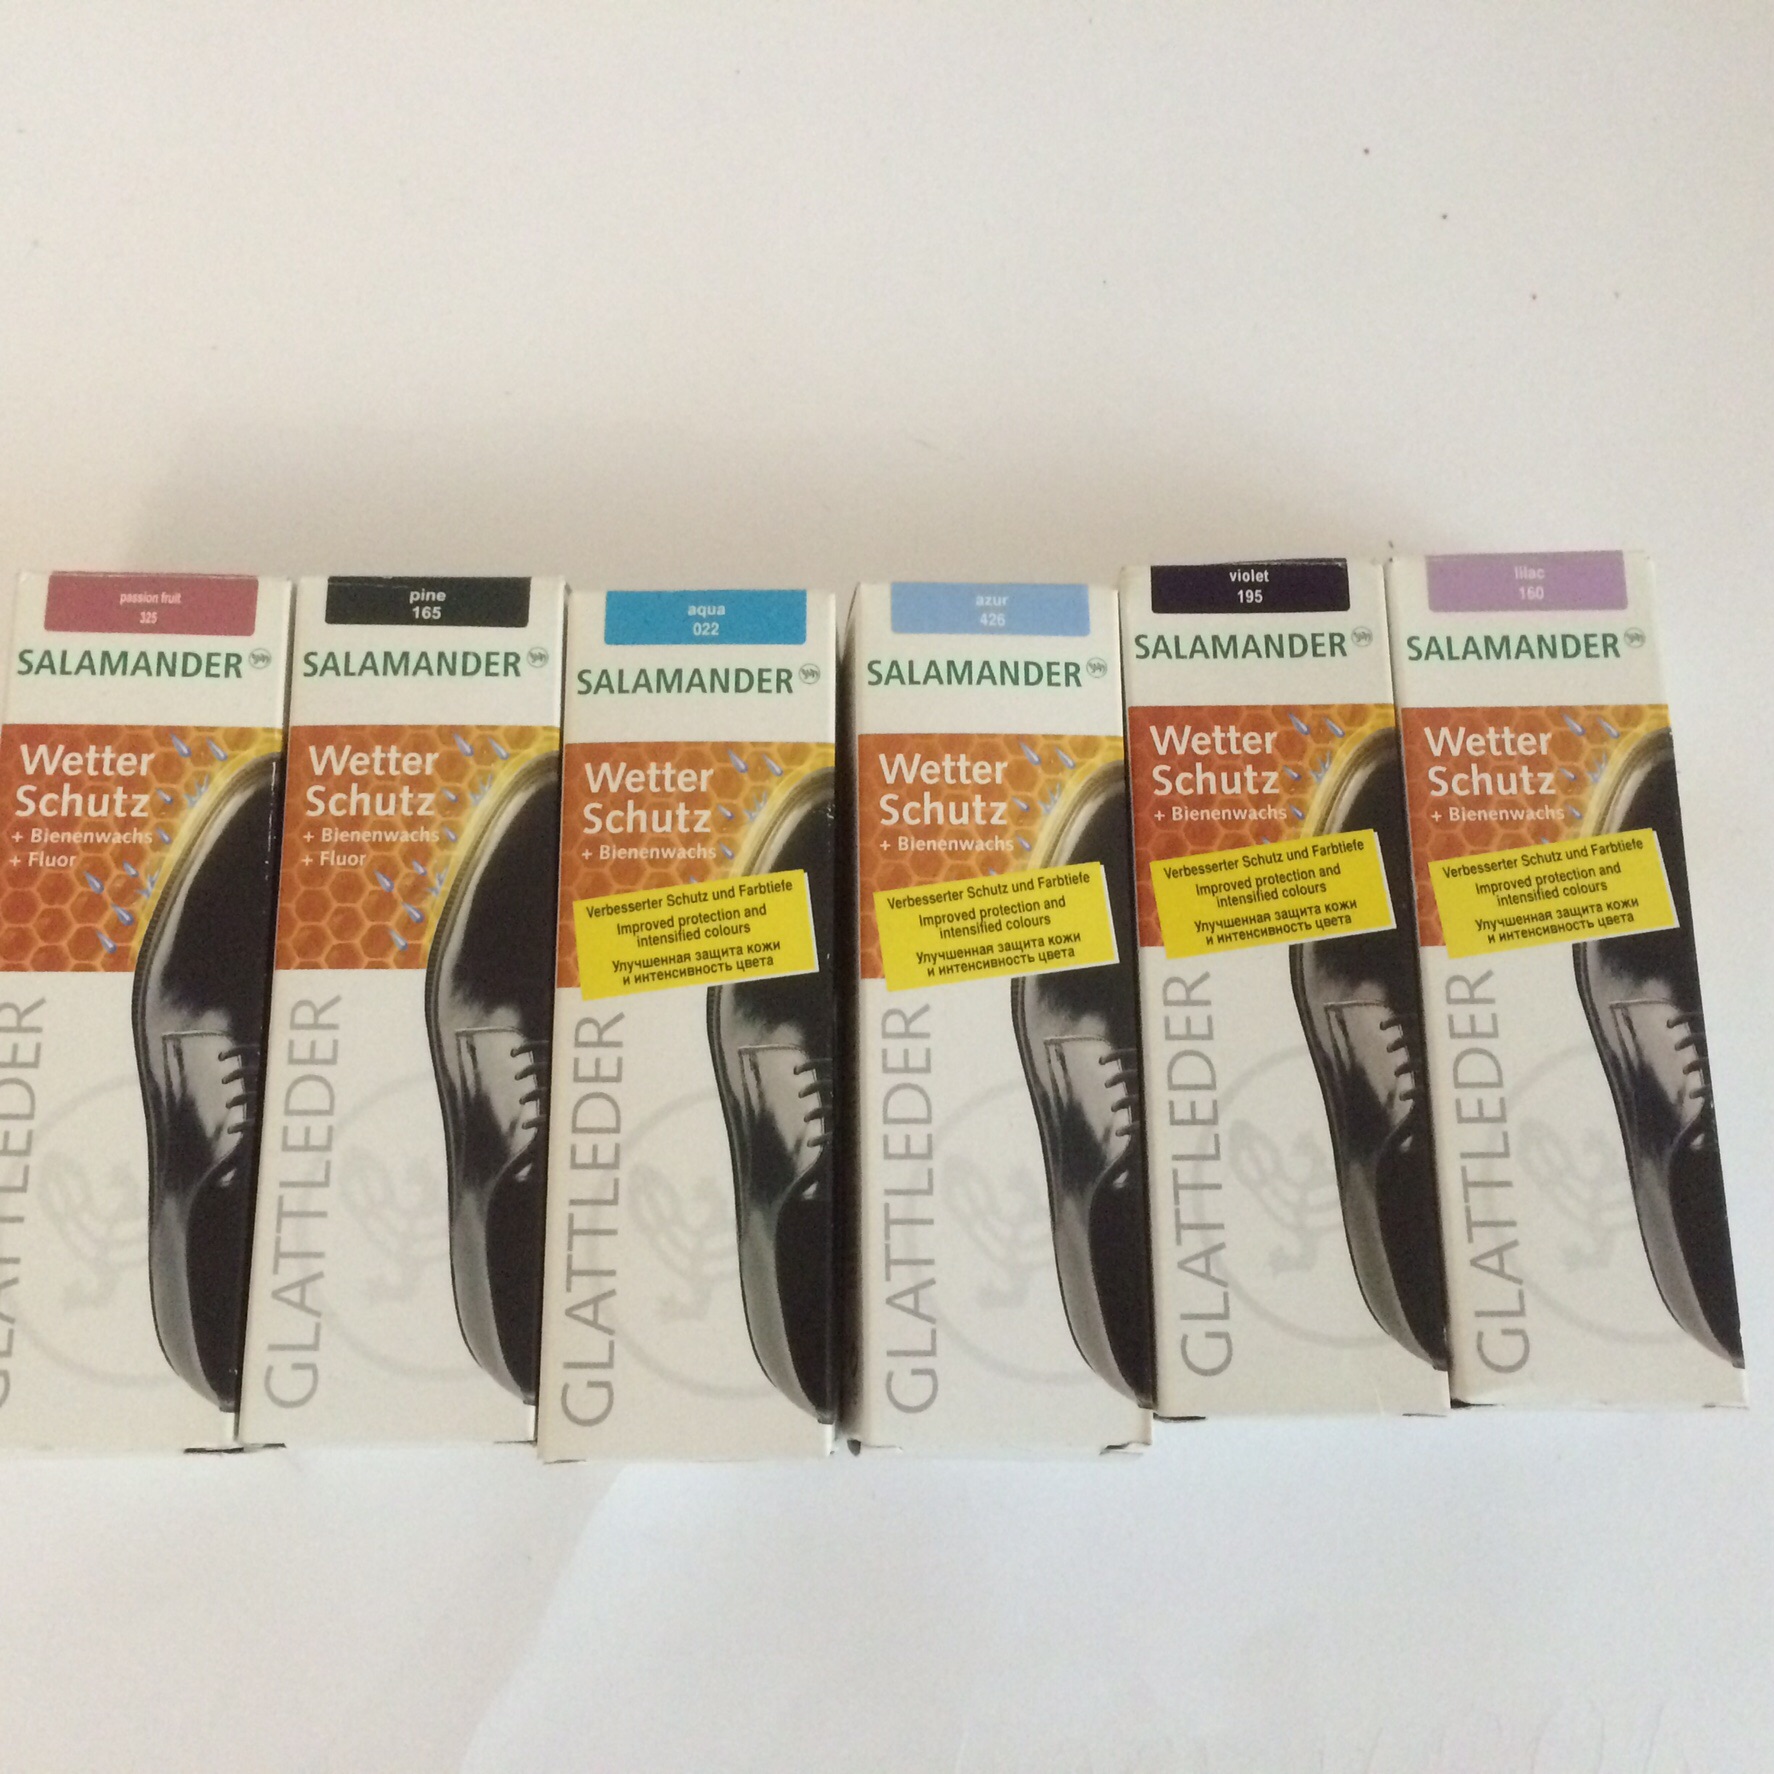 passion fruit
325
SALAMANDER
Wetter
Schutz
+ Bienenwachs
+ Fluor
GLATTLEDER
pine
165
SALAMANDER
Wetter
Schutz
+ Bienenwachs
+ Fluor
GLATTLEDER
aqua
022
SALAMANDER
Wetter
Schutz
+ Bienenwachs
Verbesserter Schutz und Farbtiefe
Improved protection and
intensified colours
Улучшенная защита кожи
и интенсивность цвета
GLATTLEDER
azur
426
SALAMANDER
Wetter
Schutz
+ Bienenwachs
Verbesserter Schutz und Farbtiefe
Improved protection and
intensified colours
Улучшенная защита кожи
и интенсивность цвета
GLATTLEDER
violet
195
SALAMANDER
Wetter
Schutz
+ Bienenwachs
Verbesserter Schutz und Farbtiefe
Improved protection and
intensified colours
Улучшенная защита кожи
и интенсивность цвета
GLATTLEDER
lilac
160
SALAMANDER
Wetter
Schutz
+ Bienenwachs
Verbesserter Schutz und Farbtiefe
Improved protection and
intensified colours
Улучшенная защита кожи
и интенсивность цвета
GLATTLEDER